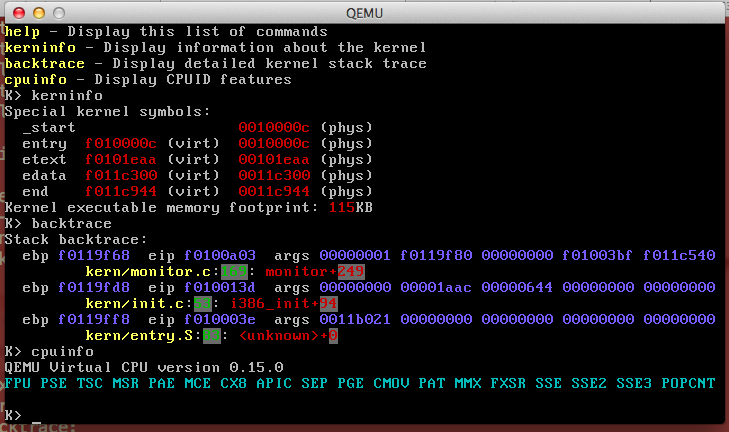 QEMU
help - Display this list of commands
kerninfo - Display information about the kernel
backtrace - Display detailed kernel stack trace
cpuinfo - Display CPUID features
K> kerninfo
Special kernel symbols:
_start 0010000c (phys)
entry f010000c (virt) 0010000c (phys)
etext f0101eaa (virt) 00101eaa (phys)
edata f011c300 (virt) 0011c300 (phys)
end f011c944 (virt) 0011c944 (phys)
Kernel executable memory footprint: 115KB
K> backtrace
Stack backtrace:
ebp f0119f68 eip f0100a03 args 00000001 f0119f80 00000000 f01003bf f011c540
kern/monitor.c: : monitor+249
ebp f0119fd8 eip f010013d args 00000000 00001aac 00000644 00000000 00000000
kern/init.c: : i386_init+94
ebp f0119ff8 eip f010003e args 0011b021 00000000 00000000 00000000 00000000
kern/entry.S: : <unknown>+0
K> cpuinfo
QEMU Virtual CPU version 0.15.0
FPU PSE TSC MSR PAE MCE CX8 APIC SEP PGE CMOV PAT MMX FXSR SSE SSE2 SSE3 POPCNT
K> _
cktrace: